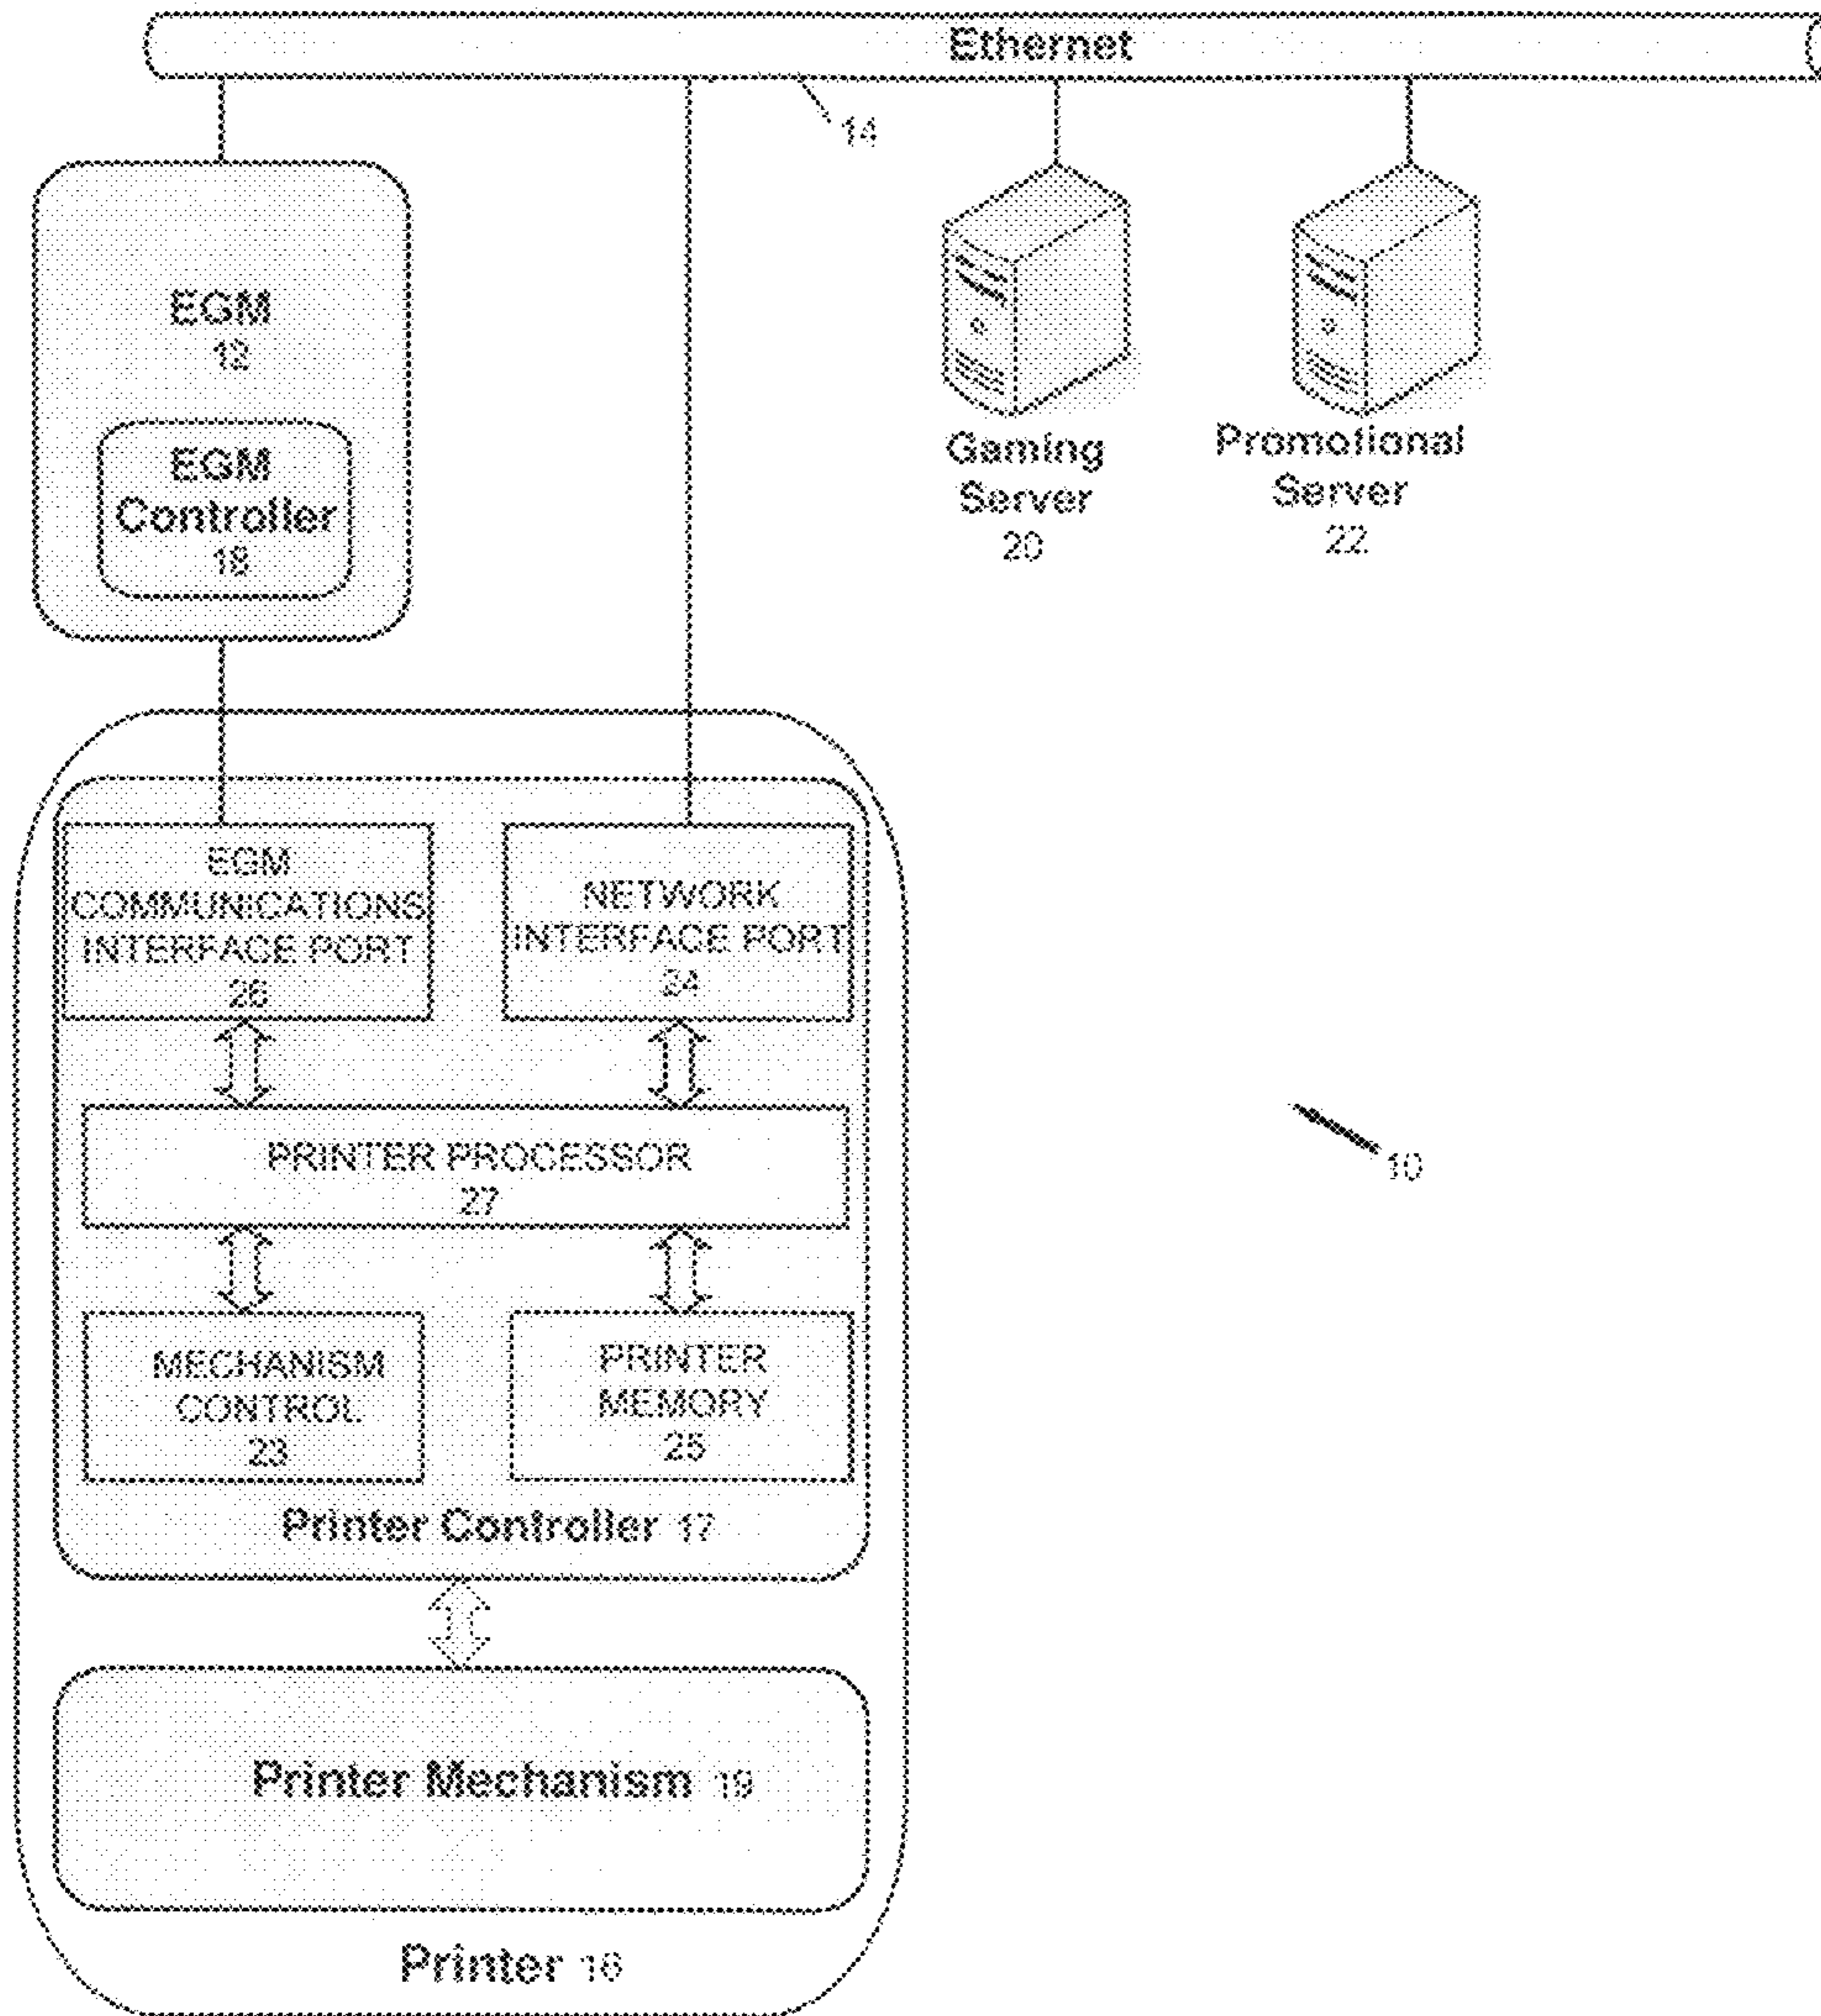 Ethernet
14
EGM
12
EGM
Controller
18
Gaming
Server
20
Promotional
Server
22
EGM
COMMUNICATIONS
INTERFACE PORT
26
NETWORK
INTERFACE PORT
24
PRINTER PROCESSOR
27
10
MECHANISM
CONTROL
23
PRINTER
MEMORY
25
Printer Controller 17
Printer Mechanism 19
Printer 16